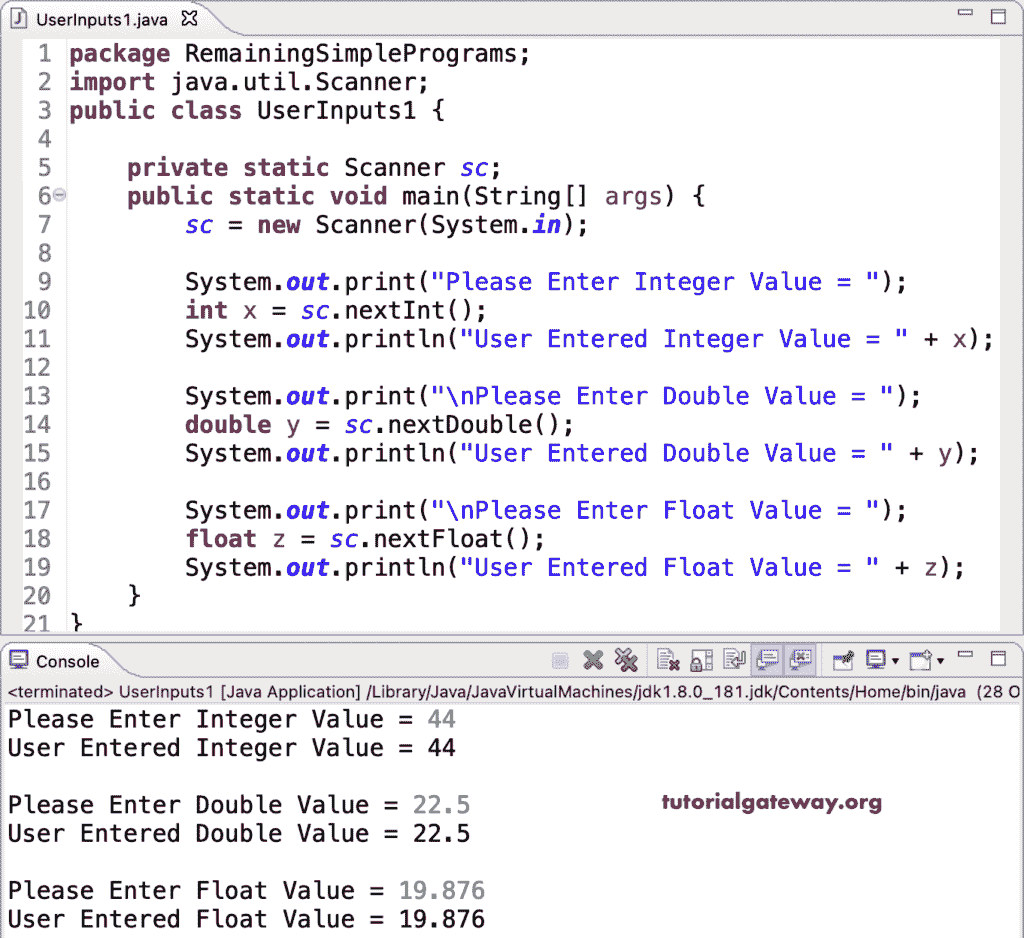 UserInputs1.java
1 package RemainingSimplePrograms;
2 import java.util.Scanner;
3 public class UserInputs1 {
4
5     private static Scanner sc;
6     public static void main(String[] args) {
7         sc = new Scanner(System.in);
8
9         System.out.print("Please Enter Integer Value = ");
10         int x = sc.nextInt();
11         System.out.println("User Entered Integer Value = " + x);
12
13         System.out.print("\nPlease Enter Double Value = ");
14         double y = sc.nextDouble();
15         System.out.println("User Entered Double Value = " + y);
16
17         System.out.print("\nPlease Enter Float Value = ");
18         float z = sc.nextFloat();
19         System.out.println("User Entered Float Value = " + z);
20     }
21 }
Console
<terminated> UserInputs1 [Java Application] /Library/Java/JavaVirtualMachines/jdk1.8.0_181.jdk/Contents/Home/bin/java (28 O
Please Enter Integer Value = 44
User Entered Integer Value = 44

Please Enter Double Value = 22.5
tutorialgateway.org
User Entered Double Value = 22.5

Please Enter Float Value = 19.876
User Entered Float Value = 19.876